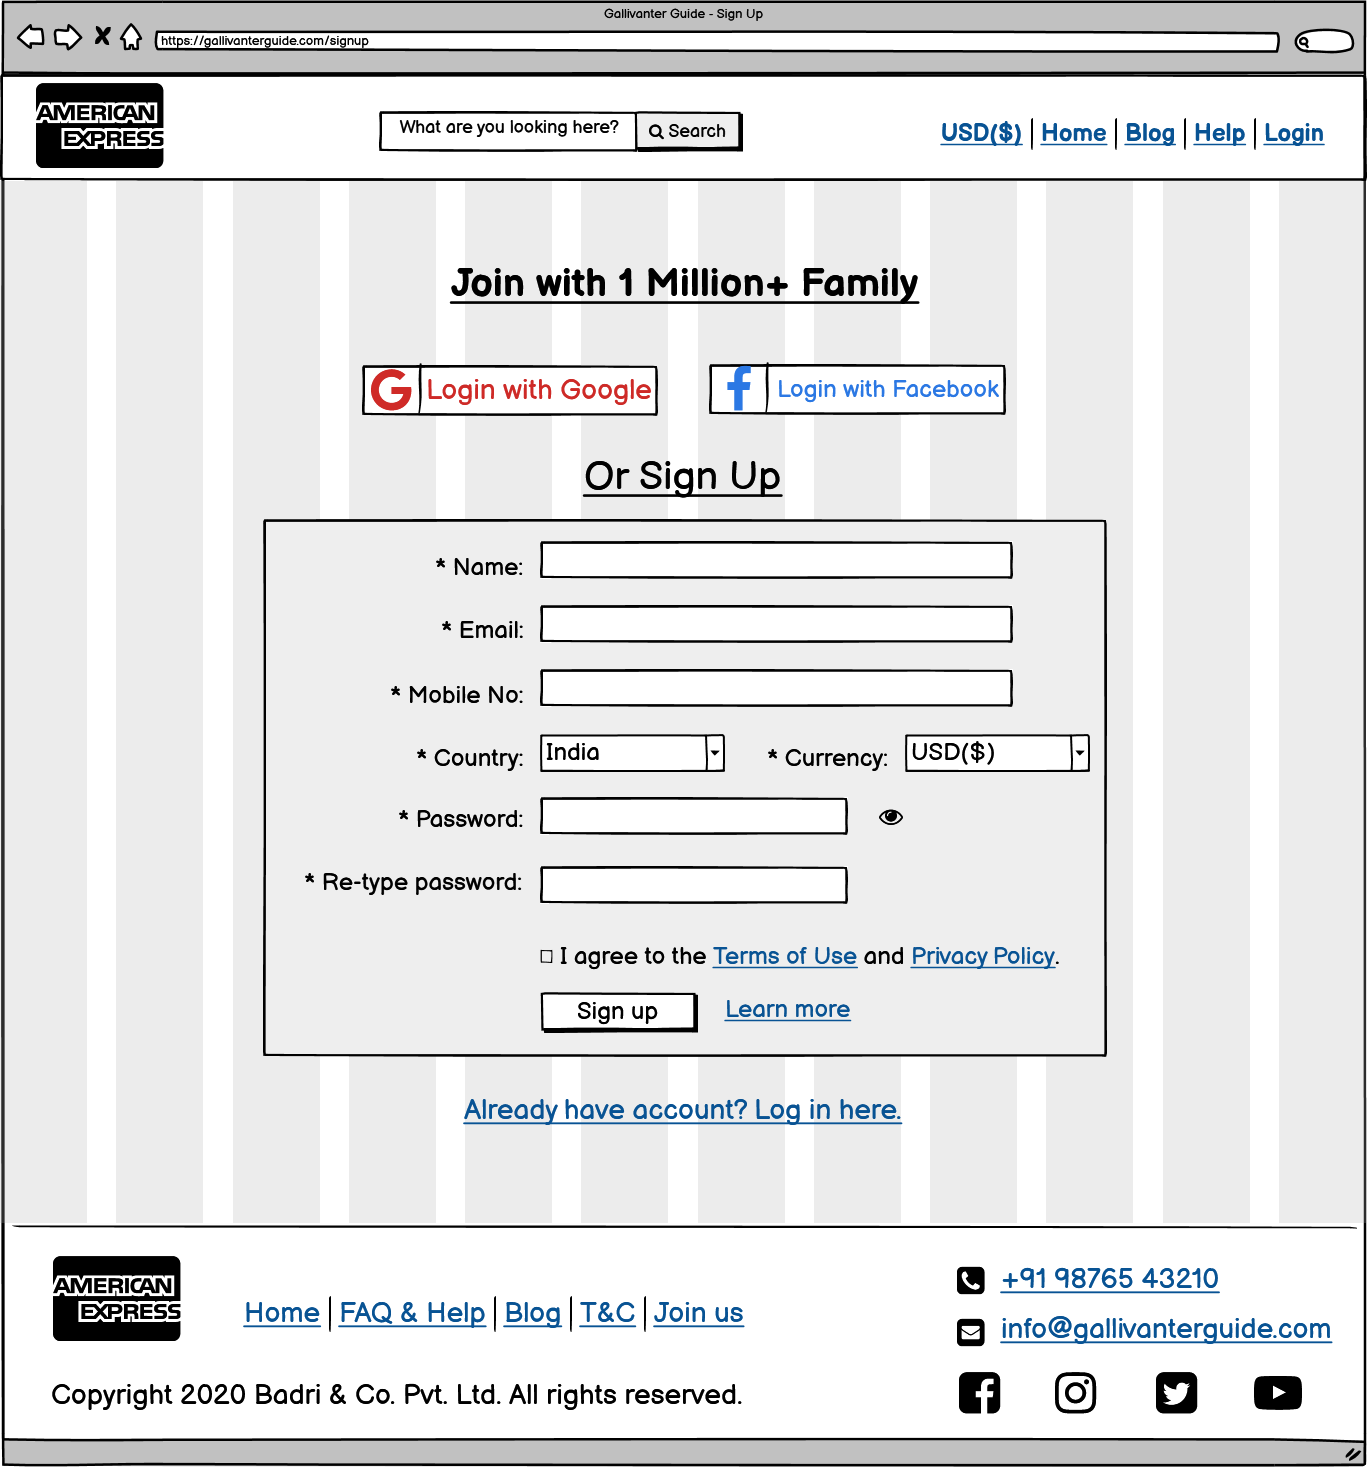 Gallivanter Guide - Sign Up
https://gallivanterguide.com/signup
AMERICAN
EXPRESS
What are you looking here?
Search
USD($) Home Blog Help Login
Join with 1 Million+ Family
Login with Google
Login with Facebook
Or Sign Up
* Name:
* Email:
* Mobile No:
* Country: India
* Currency: USD($)
* Password:
* Re-type password:
I agree to the Terms of Use and Privacy Policy.
Sign up
Learn more
Already have account? Log in here.
AMERICAN
EXPRESS
Home FAQ & Help Blog T&C Join us
Copyright 2020 Badri & Co. Pvt. Ltd. All rights reserved.
+91 98765 43210
info@gallivanterguide.com